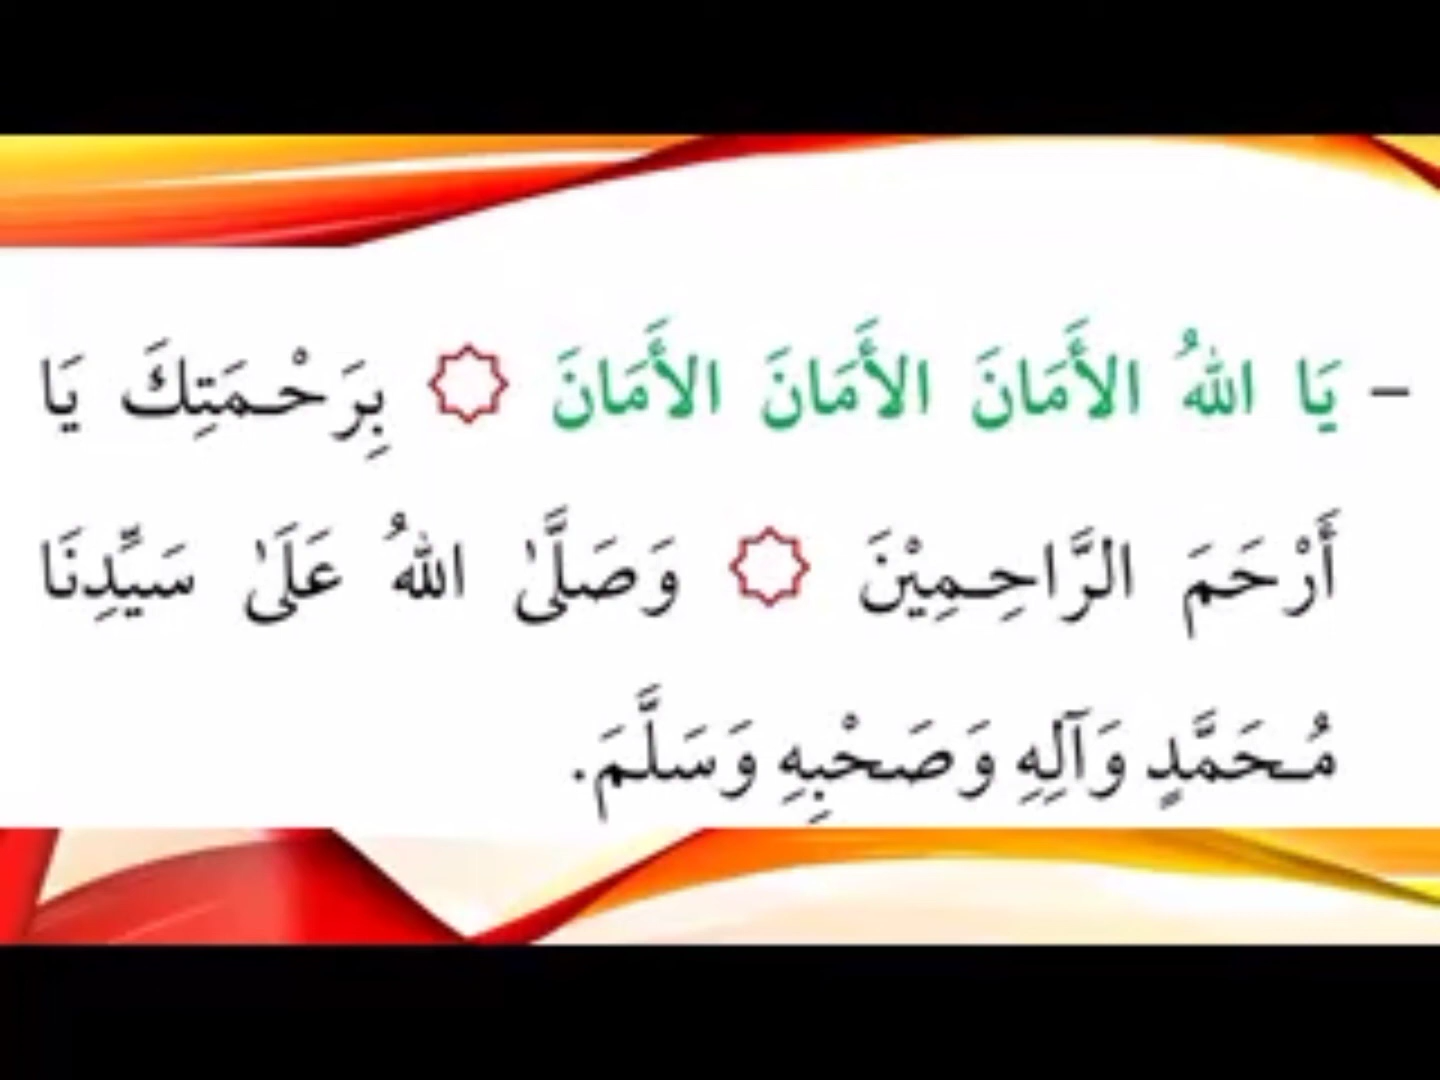 – يَا اللهُ الأَمَانَ الأَمَانَ الأَمَانَ ۞ بِرَحْمَتِكَ يَا
أَرْحَمَ الرَّاحِمِيْنَ ۞ وَصَلَّىٰ اللهُ عَلَىٰ سَيِّدِنَا
مُحَمَّدٍ وَآلِهِ وَصَحْبِهِ وَسَلَّمَ.